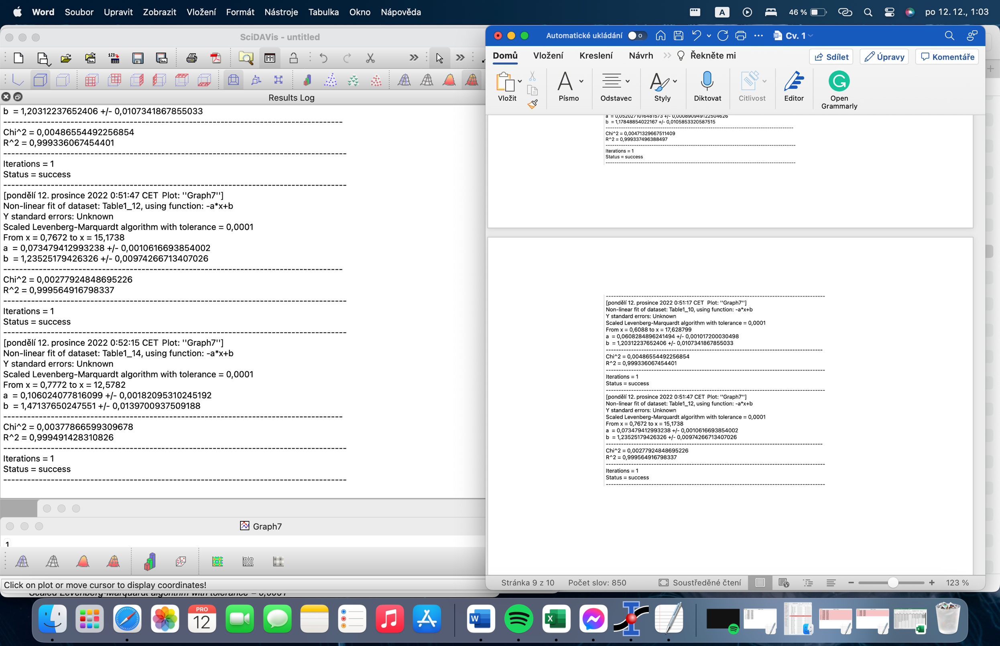 Word Soubor Upravit Zobrazit Vložení Formát Nástroje Tabulka Okno Nápověda
A 46 % po 12. 12., 1:03
SciDAVis - untitled
Results Log
b = 1,20312237652406 +/- 0,0107341867855033
--------------------------------------------------------------------------------------
Chi^2 = 0,00486554492256854
R^2 = 0,999336067454401
---------------------------------------------------------------------------------------
Iterations = 1
Status = success
---------------------------------------------------------------------------------------
[pondělí 12. prosince 2022 0:51:47 CET Plot: ''Graph7'']
Non-linear fit of dataset: Table1_12, using function: -a*x+b
Y standard errors: Unknown
Scaled Levenberg-Marquardt algorithm with tolerance = 0,0001
From x = 0,7672 to x = 15,1738
a = 0,073479412993238 +/- 0,0010616693854002
b = 1,23525179426326 +/- 0,00974266713407026
--------------------------------------------------------------------------------------
Chi^2 = 0,00277924848695226
R^2 = 0,999564916798337
---------------------------------------------------------------------------------------
Iterations = 1
Status = success
---------------------------------------------------------------------------------------
[pondělí 12. prosince 2022 0:52:15 CET Plot: ''Graph7'']
Non-linear fit of dataset: Table1_14, using function: -a*x+b
Y standard errors: Unknown
Scaled Levenberg-Marquardt algorithm with tolerance = 0,0001
From x = 0,7772 to x = 12,5782
a = 0,106024077816099 +/- 0,00182095310245192
b = 1,47137650247551 +/- 0,0139700937509188
--------------------------------------------------------------------------------------
Chi^2 = 0,00377866599309678
R^2 = 0,999491428310826
---------------------------------------------------------------------------------------
Iterations = 1
Status = success
---------------------------------------------------------------------------------------
Graph7
1
Click on plot or move cursor to display coordinates!
Scaled Levenberg-Marquardt algorithm with tolerance = 0,0001
Automatické ukládání Cv. 1
Domů Vložení Kreslení Návrh Řekněte mi Sdílet Úpravy Komentáře
Vložit Písmo Odstavec Styly Diktovat Citlivost Editor Open Grammarly
a = 0,0520271016481573 +/- 0,000890949122504626
b = 1,17848854022167 +/- 0,0105853320587515
--------------------------------------------------------------------------------------
Chi^2 = 0,00471329667511409
R^2 = 0,999337496388497
---------------------------------------------------------------------------------------
Iterations = 1
Status = success
---------------------------------------------------------------------------------------
---------------------------------------------------------------------------------------
[pondělí 12. prosince 2022 0:51:17 CET Plot: ''Graph7'']
Non-linear fit of dataset: Table1_10, using function: -a*x+b
Y standard errors: Unknown
Scaled Levenberg-Marquardt algorithm with tolerance = 0,0001
From x = 0,6088 to x = 17,628799
a = 0,0608284896241494 +/- 0,001017200030498
b = 1,20312237652406 +/- 0,0107341867855033
--------------------------------------------------------------------------------------
Chi^2 = 0,00486554492256854
R^2 = 0,999336067454401
---------------------------------------------------------------------------------------
Iterations = 1
Status = success
---------------------------------------------------------------------------------------
[pondělí 12. prosince 2022 0:51:47 CET Plot: ''Graph7'']
Non-linear fit of dataset: Table1_12, using function: -a*x+b
Y standard errors: Unknown
Scaled Levenberg-Marquardt algorithm with tolerance = 0,0001
From x = 0,7672 to x = 15,1738
a = 0,073479412993238 +/- 0,0010616693854002
b = 1,23525179426326 +/- 0,00974266713407026
--------------------------------------------------------------------------------------
Chi^2 = 0,00277924848695226
R^2 = 0,999564916798337
---------------------------------------------------------------------------------------
Iterations = 1
Status = success
---------------------------------------------------------------------------------------
Stránka 9 z 10 Počet slov: 850 Soustředěné čtení 123 %
PRO
12